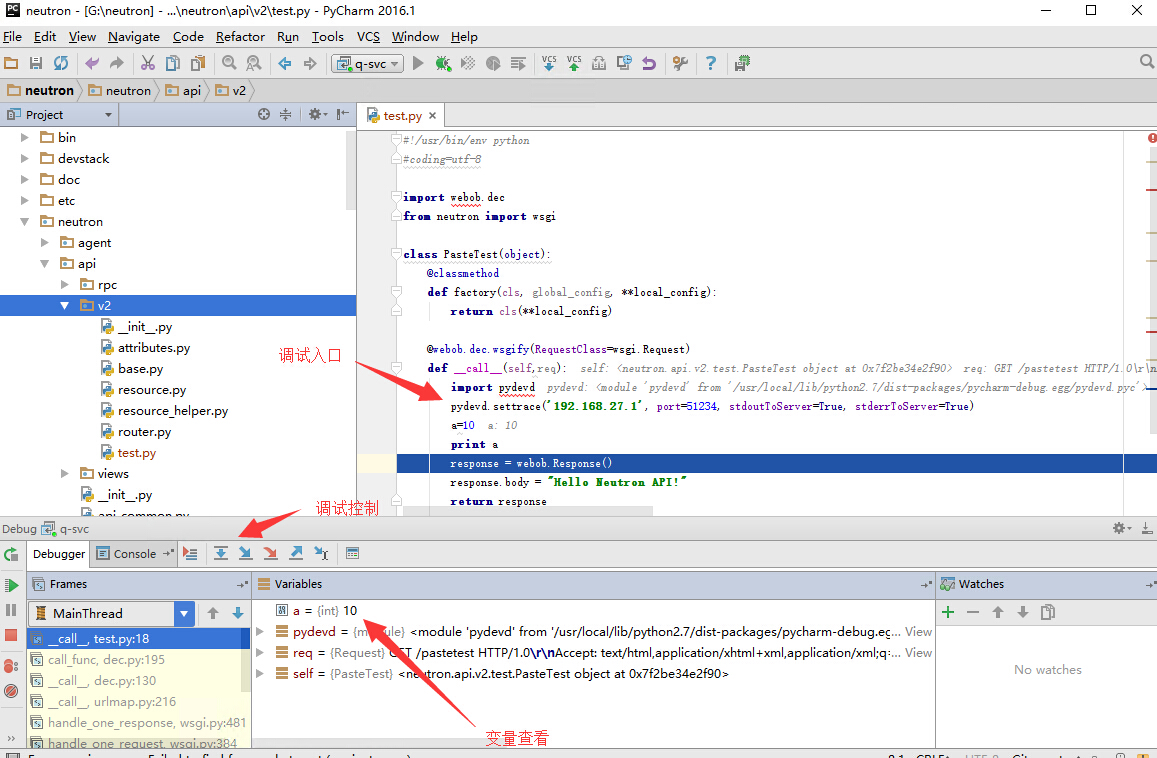 neutron - [G:\neutron] - ...\neutron\api\v2\test.py - PyCharm 2016.1
File Edit View Navigate Code Refactor Run Tools VCS Window Help
q-svc VCS VCS
neutron neutron api v2
Project
test.py
bin
devstack
doc
etc
neutron
agent
api
rpc
v2
__init__.py
attributes.py
base.py
resource.py
resource_helper.py
router.py
test.py
views
__init__.py
api_common.py
#!/usr/bin/env python
#coding=utf-8
import webob.dec
from neutron import wsgi
class PasteTest(object):
@classmethod
def factory(cls, global_config, **local_config):
return cls(**local_config)
@webob.dec.wsgify(RequestClass=wsgi.Request)
def __call__(self,req): self: <neutron.api.v2.test.PasteTest object at 0x7f2be34e2f90> req: GET /pastetest HTTP/1.0\r\n
import pydevd pydevd: <module 'pydevd' from '/usr/local/lib/python2.7/dist-packages/pycharm-debug.egg/pydevd.pyc'>
pydevd.settrace('192.168.27.1', port=51234, stdoutToServer=True, stderrToServer=True)
a=10 a: 10
print a
response = webob.Response()
response.body = "Hello Neutron API!"
return response
调试入口
调试控制
Debug q-svc
Debugger Console
Frames
MainThread
__call__, test.py:18
call_func, dec.py:195
__call__, dec.py:130
__call__, urlmap.py:216
handle_one_response, wsgi.py:481
handle_one_request, wsgi.py:384
Variables
a = {int} 10
pydevd = {module} <module 'pydevd' from '/usr/local/lib/python2.7/dist-packages/pycharm-debug.eg... View
req = {Request} GET /pastetest HTTP/1.0\r\nAccept: text/html,application/xhtml+xml,application/xml;q=... View
self = {PasteTest} <neutron.api.v2.test.PasteTest object at 0x7f2be34e2f90>
变量查看
Watches
No watches